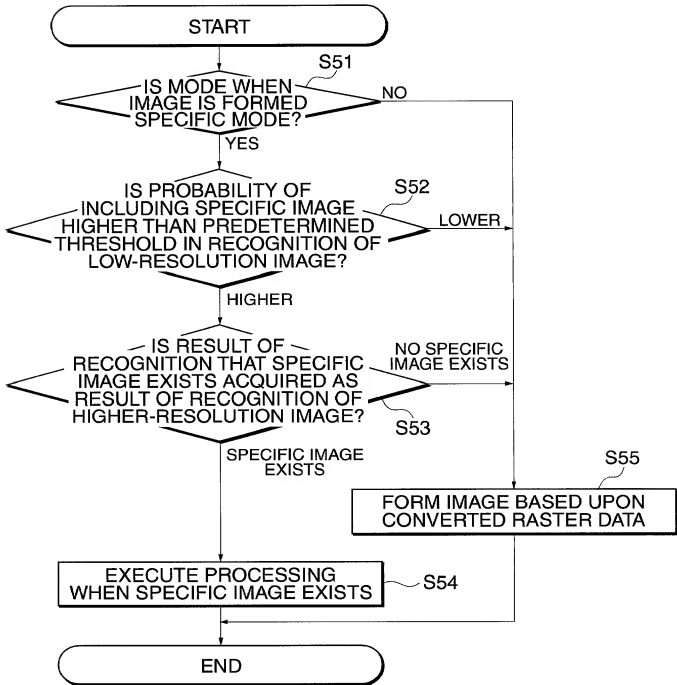 START
S51
IS MODE WHEN
IMAGE IS FORMED
SPECIFIC MODE?
NO
YES
S52
IS PROBABILITY OF
INCLUDING SPECIFIC IMAGE
HIGHER THAN PREDETERMINED
THRESHOLD IN RECOGNITION OF
LOW-RESOLUTION IMAGE?
LOWER
HIGHER
IS RESULT OF
RECOGNITION THAT SPECIFIC
IMAGE EXISTS ACQUIRED AS
RESULT OF RECOGNITION OF
HIGHER-RESOLUTION IMAGE?
NO SPECIFIC
IMAGE EXISTS
S53
SPECIFIC IMAGE
EXISTS
S55
FORM IMAGE BASED UPON
CONVERTED RASTER DATA
EXECUTE PROCESSING
WHEN SPECIFIC IMAGE EXISTS
S54
END